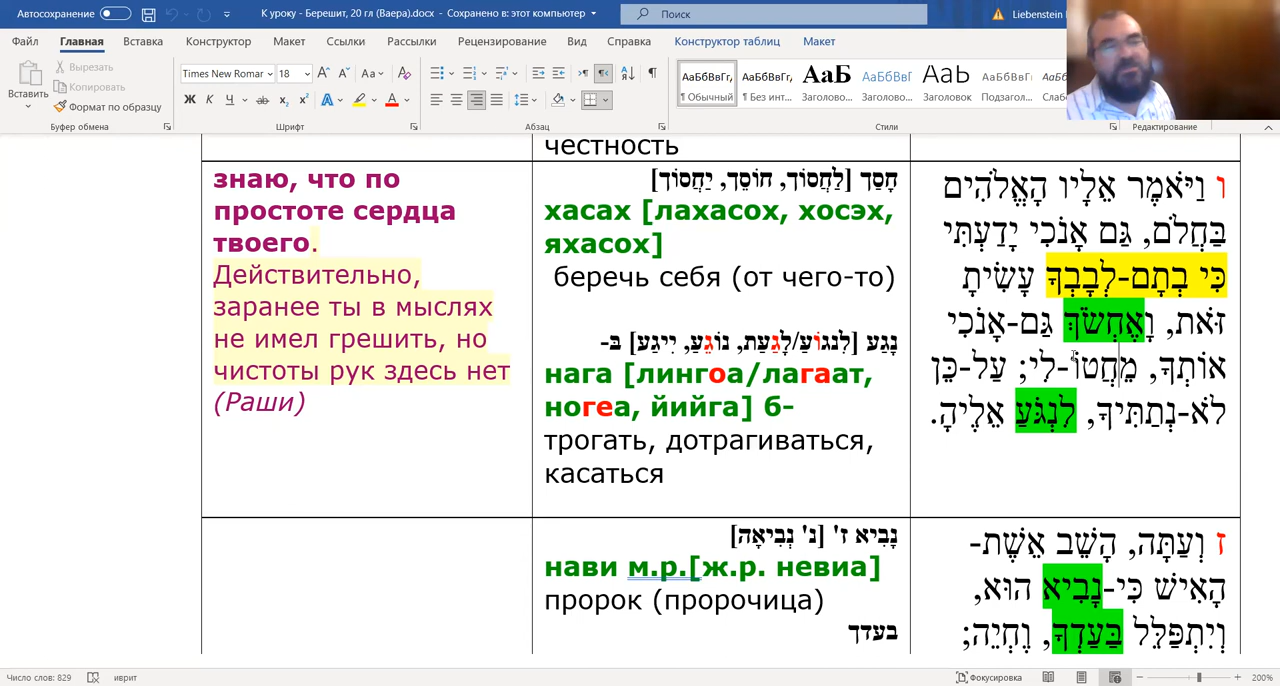 Автосохранение
К уроку - Берешит, 20 гл (Ваера).docx - Сохранено в: этот компьютер
Поиск
Liebenstein
Файл Главная Вставка Конструктор Макет Ссылки Рассылки Рецензирование Вид Справка Конструктор таблиц Макет
Вставить
Вырезать
Копировать
Формат по образцу
Буфер обмена
Times New Romar 18
Шрифт
Абзац
АаБбВвГг, АаБбВвГг, АаБ АаБбВвГ АаЬ АаБбВвГг
¶ Обычный ¶ Без инт... Заголово... Заголово... Заголовок Подзагол... Слаб
Стили
Редактирование
честность
знаю, что по
простоте сердца
твоего.
Действительно,
заранее ты в мыслях
не имел грешить, но
чистоты рук здесь нет
(Раши)
חָסַךְ [לַחֲסוֹךְ, חוֹסֵךְ, יַחֲסוֹךְ]
хасах [лахасох, хосэх,
яхасох]
беречь себя (от чего-то)
נָגַע [לִנגוֹעַ/לָגַעַת, נוֹגֵעַ, יִיגַע] בּ-
нага [лингоа/лагаат,
ногеа, йийга] б-
трогать, дотрагиваться,
касаться
ו וַיֹּאמֶר אֵלָיו הָאֱלֹהִים
בַּחֲלֹם, גַּם אָנֹכִי יָדַעְתִּי
כִּי בְתָם-לְבָבְךָ עָשִׂיתָ
זֹּאת, וָאֶחְשֹׂךְ גַּם-אָנֹכִי
אוֹתְךָ, מֵחֲטוֹ-לִי; עַל-כֵּן
לֹא-נְתַתִּיךָ, לִנְגֹּעַ אֵלֶיהָ.
נָבִיא ז' [נ' נְבִיאָה]
нави м.р.[ж.р. невиа]
пророк (пророчица)
בעדך
ז וְעַתָּה, הָשֵׁב אֵשֶׁת-
הָאִישׁ כִּי-נָבִיא הוּא,
וְיִתְפַּלֵּל בַּעַדְךָ, וֶחְיֵה;
Число слов: 829
иврит
Фокусировка
200%